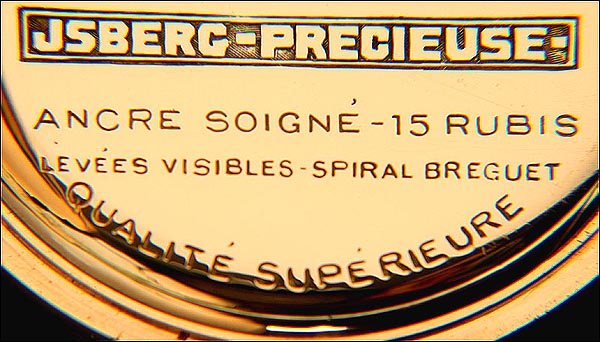 JSBERG-PRECIEUSE-
ANCRE SOIGNÉ-15 RUBIS
LEVÉES VISIBLES-SPIRAL BREGUET
QUALITÉ SUPÉRIEURE